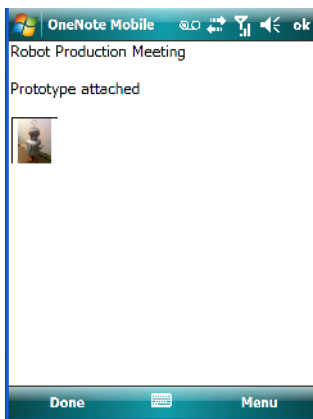 OneNote Mobile
ok
Robot Production Meeting
Prototype attached
Done
Menu